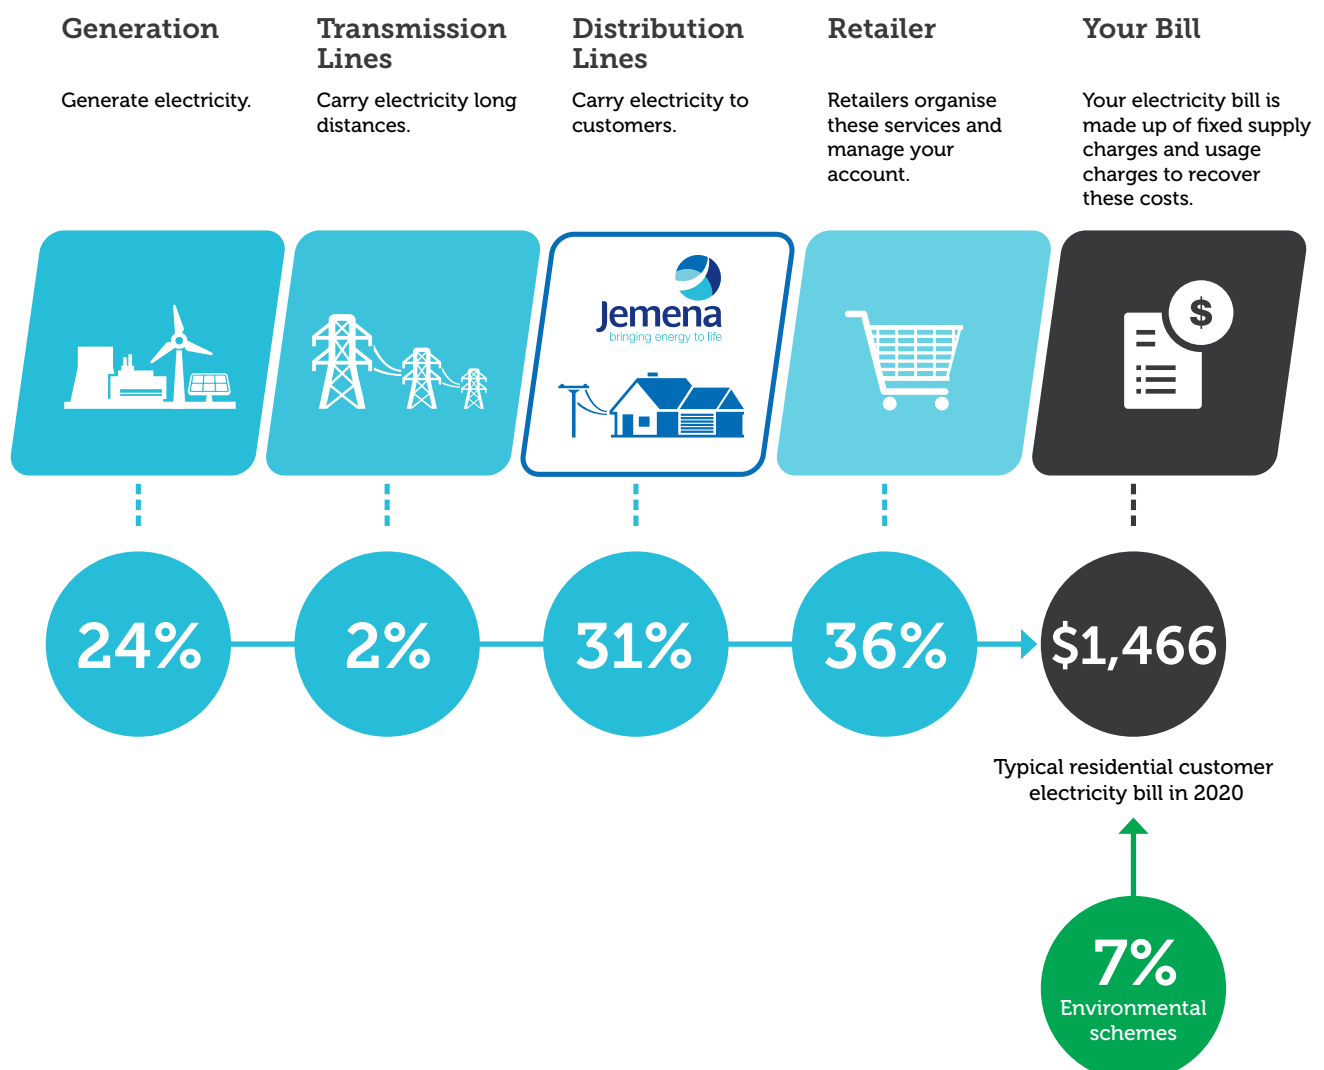 Generation
Generate electricity.
Transmission
Lines
Carry electricity long
distances.
Distribution
Lines
Carry electricity to
customers.
Retailer
Retailers organise
these services and
manage your
account.
Your Bill
Your electricity bill is
made up of fixed supply
charges and usage
charges to recover
these costs.
Jemena
bringing energy to life
$
24%
2%
31%
36%
$1,466
Typical residential customer
electricity bill in 2020
7%
Environmental
schemes